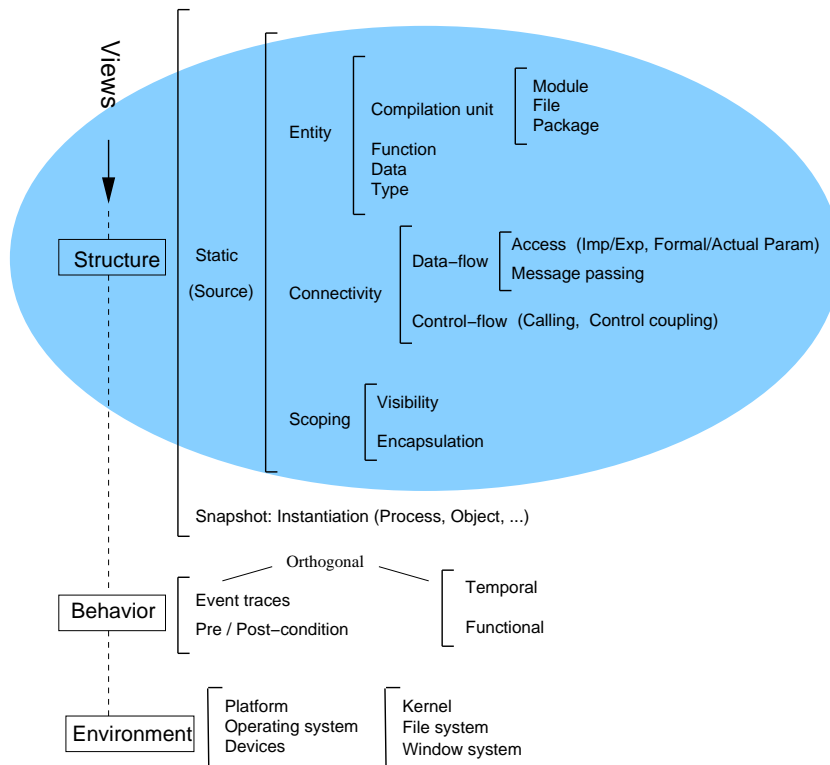 Views
Structure
Static
(Source)
Entity
Compilation unit
Module
File
Package
Function
Data
Type
Connectivity
Data−flow
Access (Imp/Exp, Formal/Actual Param)
Message passing
Control−flow (Calling, Control coupling)
Scoping
Visibility
Encapsulation
Snapshot: Instantiation (Process, Object, ...)
Orthogonal
Behavior
Event traces
Pre / Post−condition
Temporal
Functional
Environment
Platform
Operating system
Devices
Kernel
File system
Window system